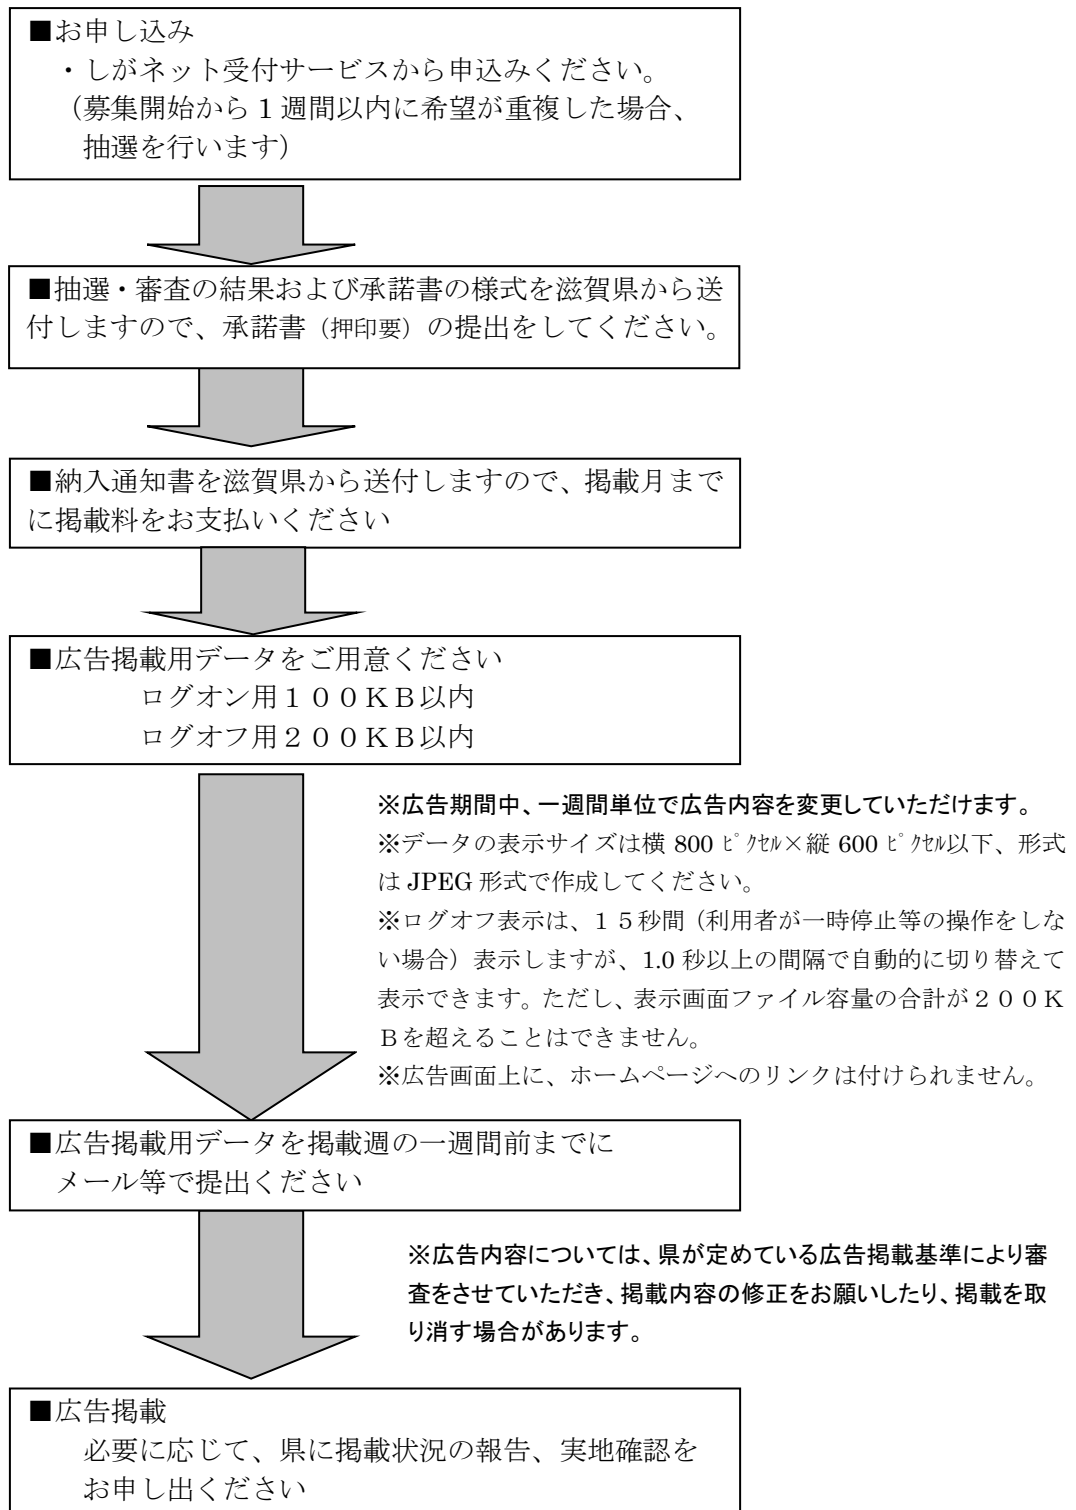 ■お申し込み
・しがネット受付サービスから申込みください。
（募集開始から１週間以内に希望が重複した場合、
抽選を行います）
■抽選・審査の結果および承諾書の様式を滋賀県から送
付しますので、承諾書（押印要）の提出をしてください。
■納入通知書を滋賀県から送付しますので、掲載月まで
に掲載料をお支払いください
■広告掲載用データをご用意ください
ログオン用１００ＫＢ以内
ログオフ用２００ＫＢ以内
※広告期間中、一週間単位で広告内容を変更していただけます。
※データの表示サイズは横 800 ﾋﾟｸｾﾙ×縦 600 ﾋﾟｸｾﾙ以下、形式
は JPEG 形式で作成してください。
※ログオフ表示は、１５秒間（利用者が一時停止等の操作をしな
い場合）表示しますが、1.0 秒以上の間隔で自動的に切り替えて
表示できます。ただし、表示画面ファイル容量の合計が２００Ｋ
Ｂを超えることはできません。
※広告画面上に、ホームページへのリンクは付けられません。
■広告掲載用データを掲載週の一週間前までに
メール等で提出ください
※広告内容については、県が定めている広告掲載基準により審
査をさせていただき、掲載内容の修正をお願いしたり、掲載を取
り消す場合があります。
■広告掲載
必要に応じて、県に掲載状況の報告、実地確認を
お申し出ください